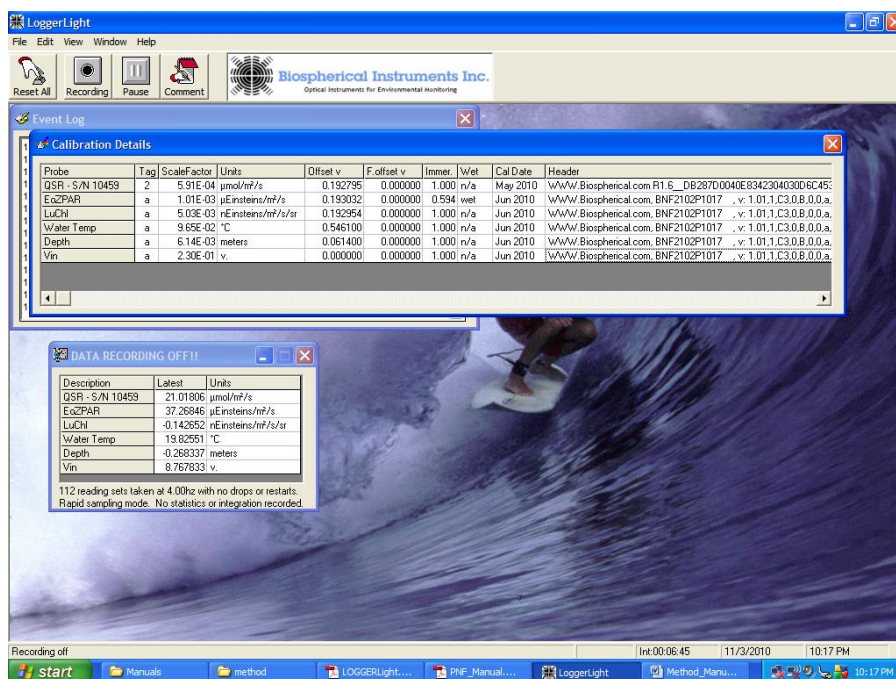 LoggerLight
File Edit View Window Help
Reset All Recording Pause Comment
Biospherical Instruments Inc.
Optical Instruments for Environmental Monitoring
Event Log
Calibration Details
Probe Tag ScaleFactor Units Offset v F.offset v Immer. Wet Cal Date Header
QSR - S/N 10459 2 5.91E-04 µmol/m²/s 0.192795 0.000000 1.000 n/a May 2010 WWW.Biospherical.com R1.6__DB287D0040E8342304030D6C453
EoZPAR a 1.01E-03 µEinsteins/m²/s 0.193032 0.000000 0.594 wet Jun 2010 WWW.Biospherical.com, BNF2102P1017 , v: 1.01,1,C3,0,B,0,0,a,
LuChl a 5.03E-03 nEinsteins/m²/s/sr 0.192954 0.000000 1.000 n/a Jun 2010 WWW.Biospherical.com, BNF2102P1017 , v: 1.01,1,C3,0,B,0,0,a,
Water Temp a 9.65E-02 °C 0.546100 0.000000 1.000 n/a Jun 2010 WWW.Biospherical.com, BNF2102P1017 , v: 1.01,1,C3,0,B,0,0,a,
Depth a 6.14E-03 meters 0.061400 0.000000 1.000 n/a Jun 2010 WWW.Biospherical.com, BNF2102P1017 , v: 1.01,1,C3,0,B,0,0,a,
Vin a 2.30E-01 v. 0.000000 0.000000 1.000 n/a Jun 2010 WWW.Biospherical.com, BNF2102P1017 , v: 1.01,1,C3,0,B,0,0,a,
DATA RECORDING OFF!!
Description Latest Units
QSR - S/N 10459 21.01806 µmol/m²/s
EoZPAR 37.26846 µEinsteins/m²/s
LuChl -0.142652 nEinsteins/m²/s/sr
Water Temp 19.82551 °C
Depth -0.268337 meters
Vin 8.767833 v.
112 reading sets taken at 4.00hz with no drops or restarts.
Rapid sampling mode. No statistics or integration recorded.
Recording off Int:00:06:45 11/3/2010 10:17 PM
start Manuals method LOGGERLight.... PNF_Manual.... LoggerLight Method_Manu... 10:17 PM